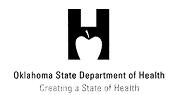 Oklahoma State Department of Health
Creating a State of Health